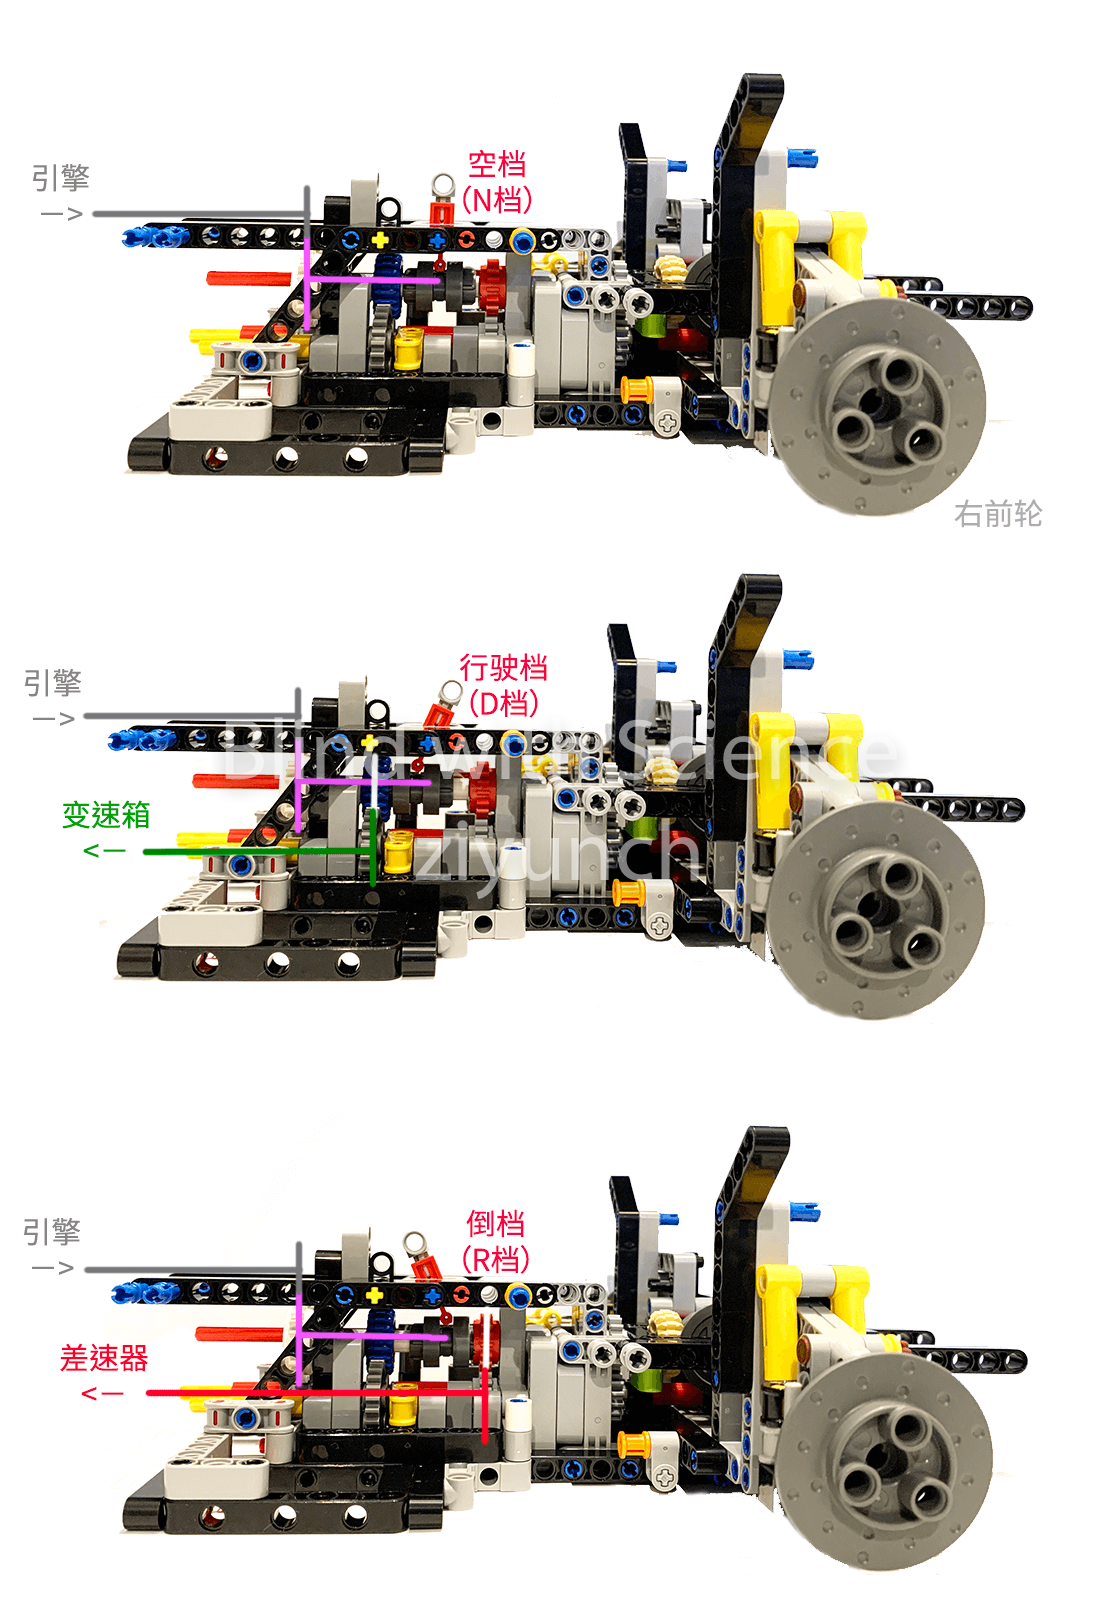 引擎
—>
空档
（N档）
右前轮
引擎
—>
行驶档
（D档）
Blind with Science
变速箱
<—
ziyunch
引擎
—>
倒档
（R档）
差速器
<—